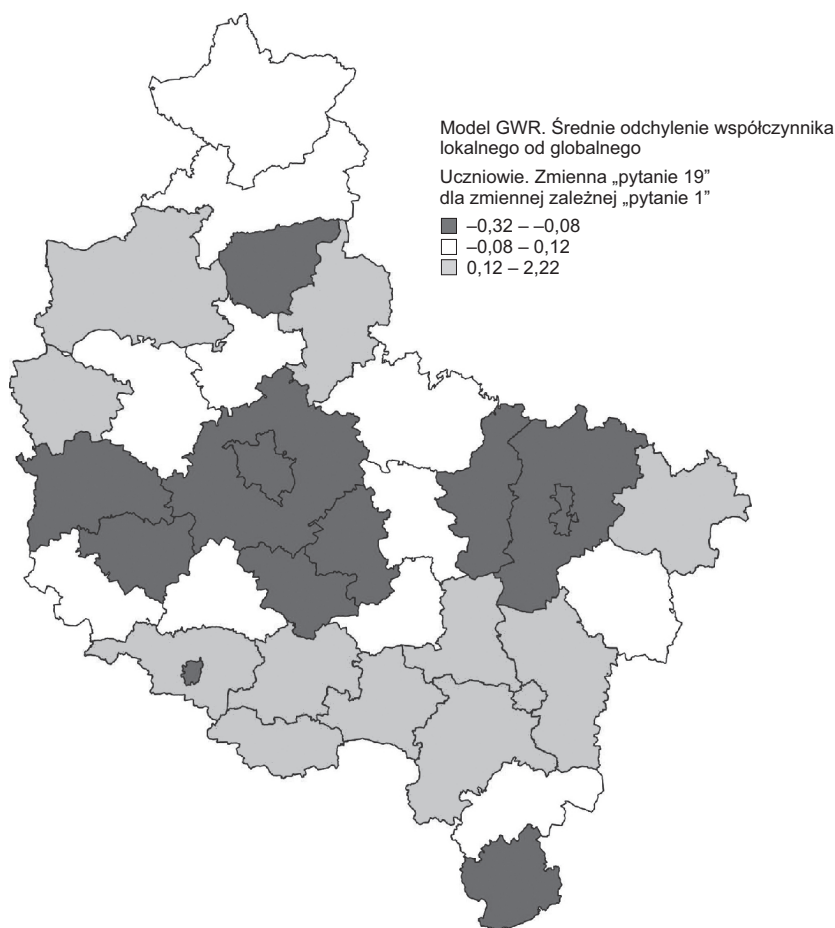 Model GWR. Średnie odchylenie współczynnika
lokalnego od globalnego
Uczniowie. Zmienna „pytanie 19”
dla zmiennej zależnej „pytanie 1”
–0,32 – –0,08
–0,08 – 0,12
0,12 – 2,22